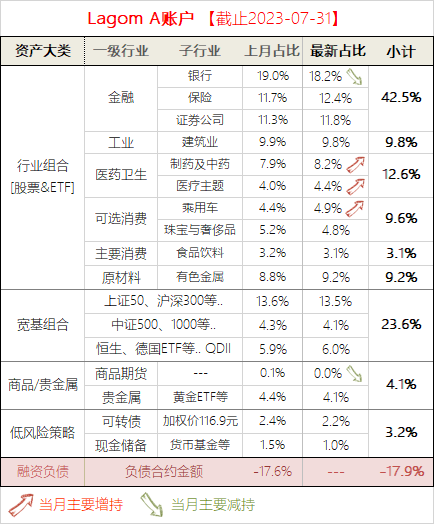 Lagom A账户 【截止2023-07-31】
资产大类 一级行业 子行业 上月占比 最新占比 小计
行业组合
[股票&ETF]
金融 银行 19.0% 18.2% 42.5%
保险 11.7% 12.4%
证券公司 11.3% 11.8%
工业 建筑业 9.9% 9.8% 9.8%
医药卫生 制药及中药 7.9% 8.2% 12.6%
医疗主题 4.0% 4.4%
可选消费 乘用车 4.4% 4.9% 9.6%
珠宝与奢侈品 5.2% 4.8%
主要消费 食品饮料 3.2% 3.1% 3.1%
原材料 有色金属 8.8% 9.2% 9.2%
宽基组合 上证50、沪深300等.. 13.6% 13.5% 23.6%
中证500、1000等.. 4.3% 4.1%
恒生、德国ETF等.. QDII 5.9% 6.0%
商品/贵金属 商品期货 --- 0.1% 0.0% 4.1%
贵金属 黄金ETF等 4.4% 4.1%
低风险策略 可转债 加权价116.9元 2.4% 2.2% 3.2%
现金储备 货币基金等 1.5% 1.0%
融资负债 负债合约金额 -17.6% --- -17.9%
当月主要增持 当月主要减持